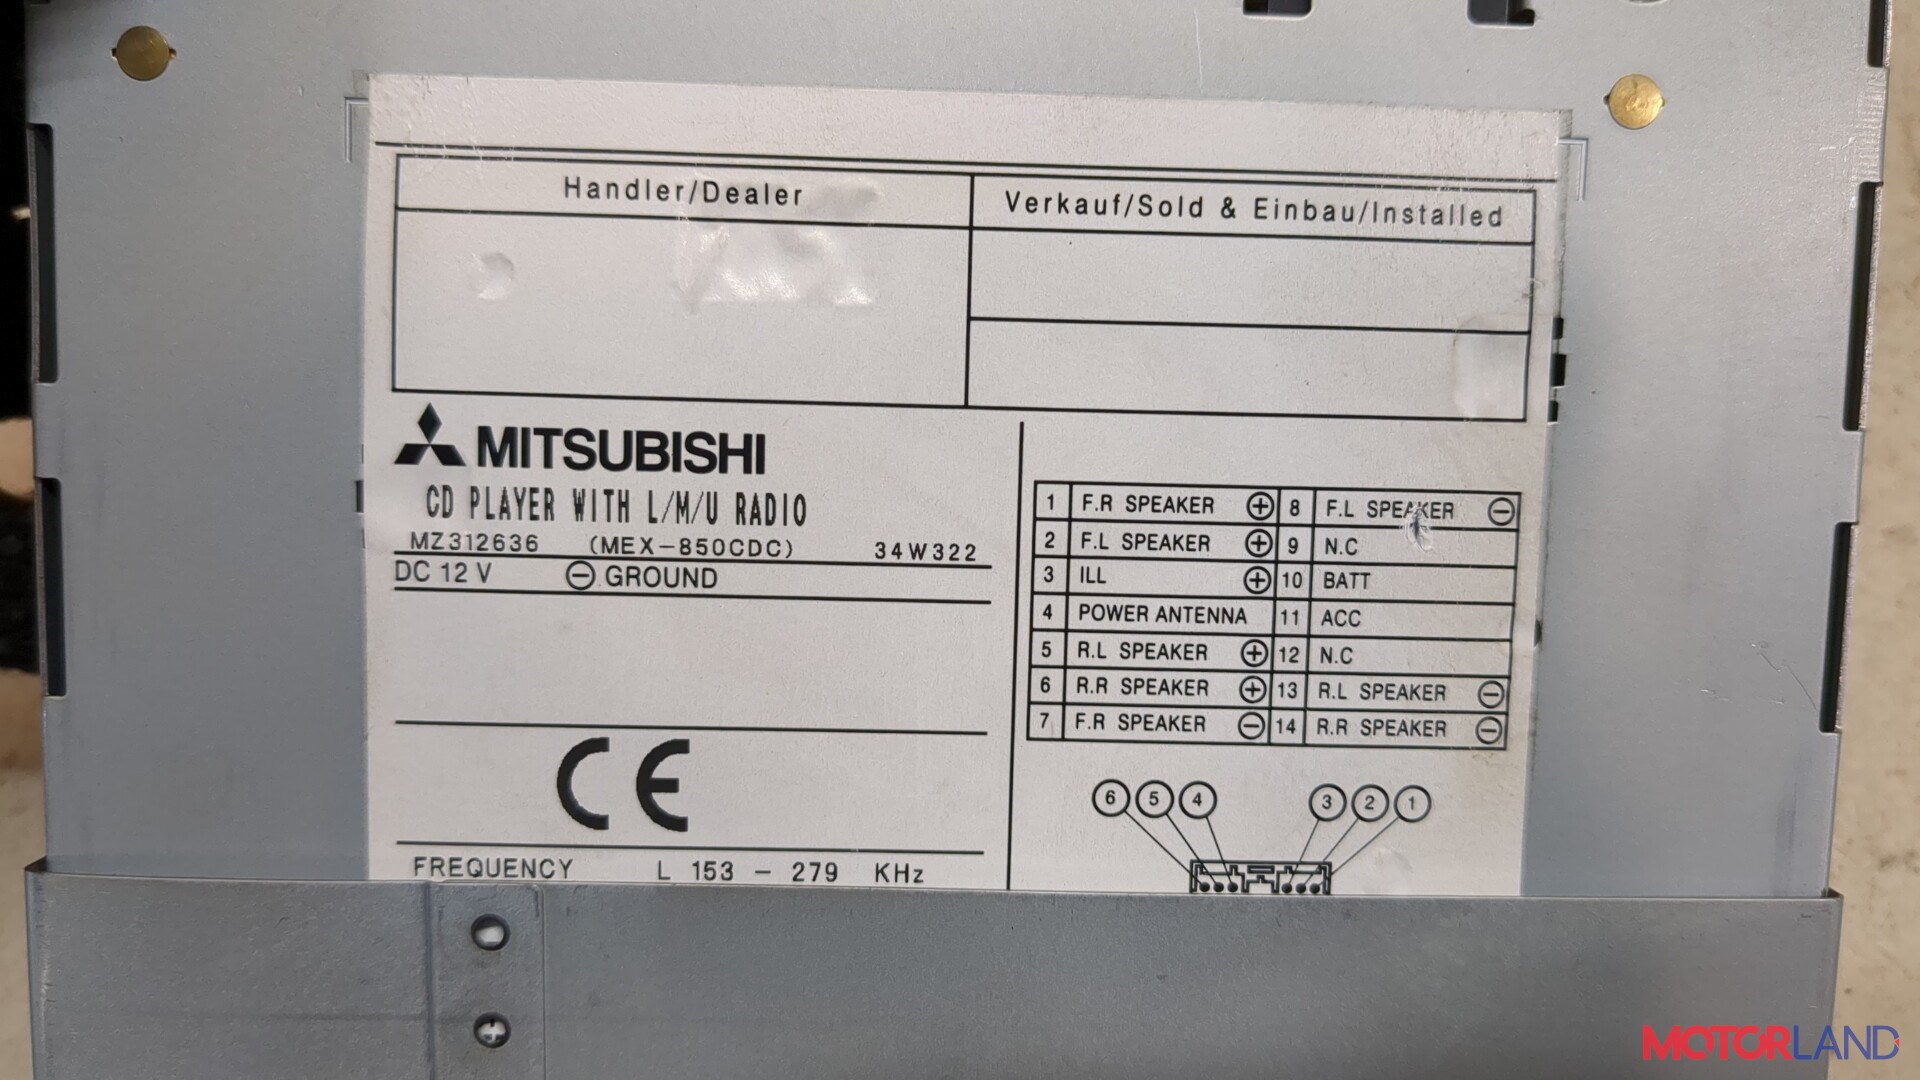 Handler/Dealer
Verkauf/Sold & Einbau/Installed
MITSUBISHI
CD PLAYER WITH L/M/U RADIO
MZ312636 (MEX-850CDC) 34W322
DC 12 V ⊖ GROUND
FREQUENCY L 153 - 279 KHz
1 F.R SPEAKER ⊕ 8 F.L SPEAKER ⊖
2 F.L SPEAKER ⊕ 9 N.C
3 ILL ⊕ 10 BATT
4 POWER ANTENNA 11 ACC
5 R.L SPEAKER ⊕ 12 N.C
6 R.R SPEAKER ⊕ 13 R.L SPEAKER ⊖
7 F.R SPEAKER ⊖ 14 R.R SPEAKER ⊖
6 5 4 3 2 1
CE
MOTORLAND